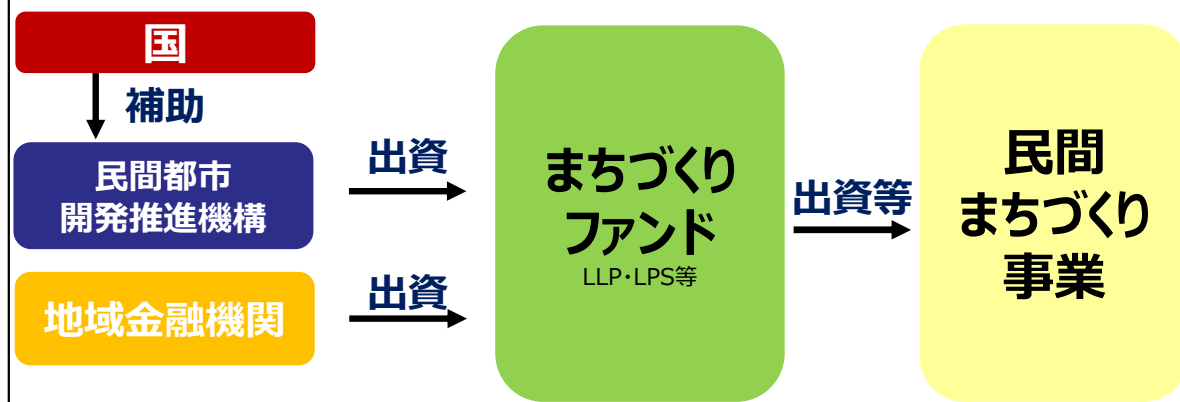 国
補助
民間都市
開発推進機構
地域金融機関
出資
出資
まちづくり
ファンド
LLP・LPS等
出資等
民間
まちづくり
事業